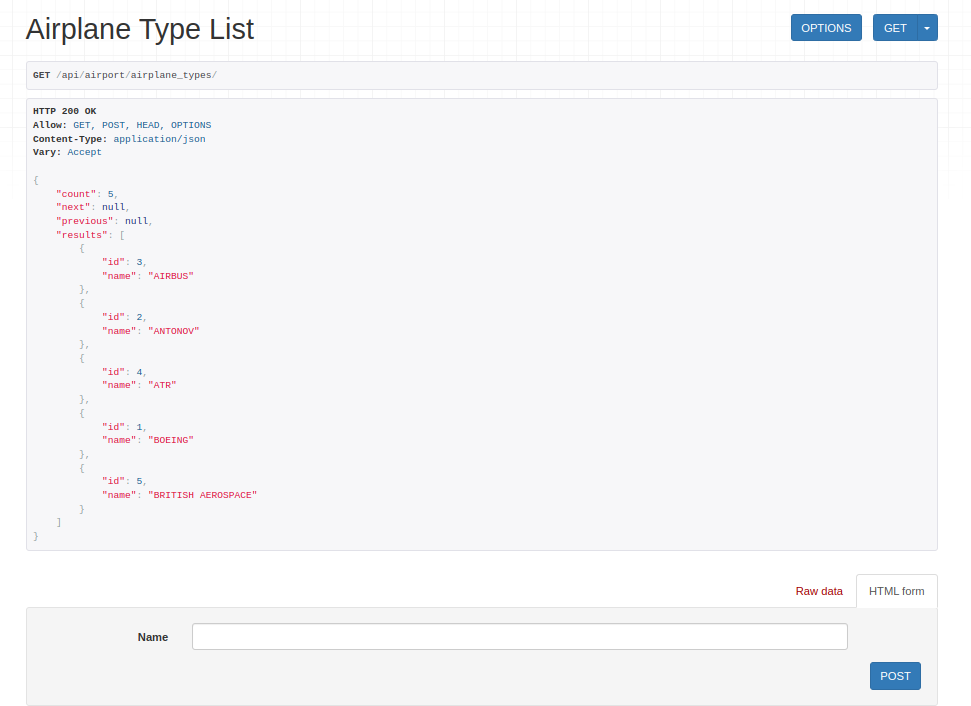 Airplane Type List
OPTIONS
GET
GET /api/airport/airplane_types/
HTTP 200 OK
Allow: GET, POST, HEAD, OPTIONS
Content-Type: application/json
Vary: Accept
{
    "count": 5,
    "next": null,
    "previous": null,
    "results": [
        {
            "id": 3,
            "name": "AIRBUS"
        },
        {
            "id": 2,
            "name": "ANTONOV"
        },
        {
            "id": 4,
            "name": "ATR"
        },
        {
            "id": 1,
            "name": "BOEING"
        },
        {
            "id": 5,
            "name": "BRITISH AEROSPACE"
        }
    ]
}
Raw data
HTML form
Name
POST